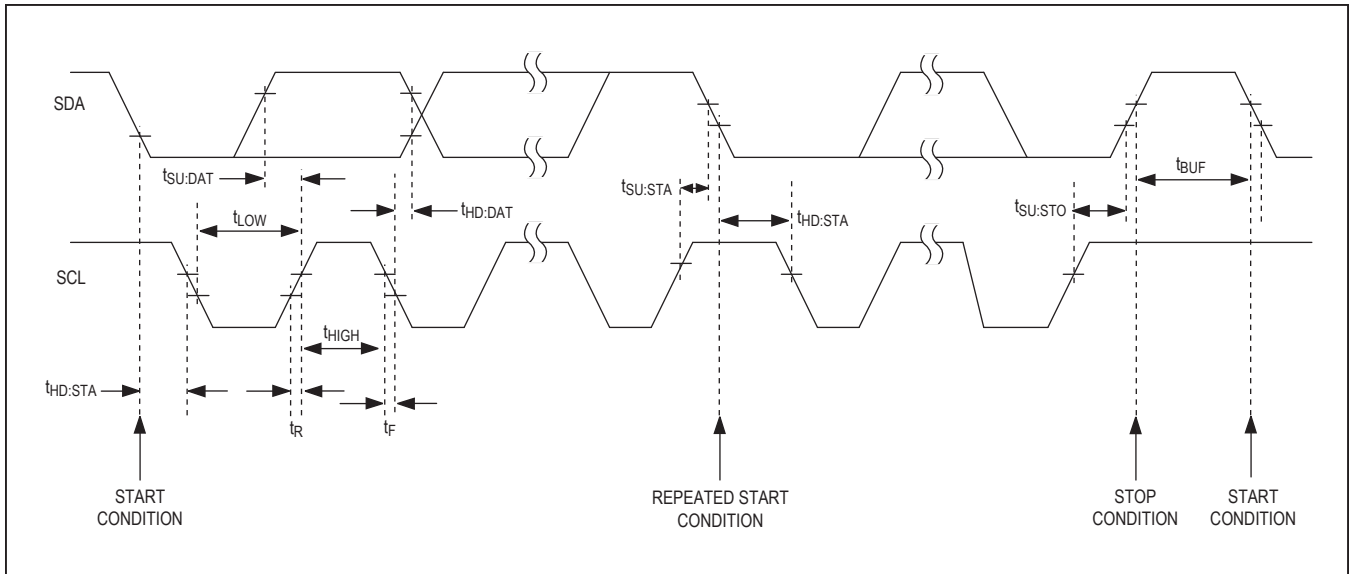 SDA
tSU:DAT
tLOW
tHD:DAT
tSU:STA
tHD:STA
tSU:STO
tBUF
SCL
tHIGH
tHD:STA
tR
tF
START
CONDITION
REPEATED START
CONDITION
STOP
CONDITION
START
CONDITION